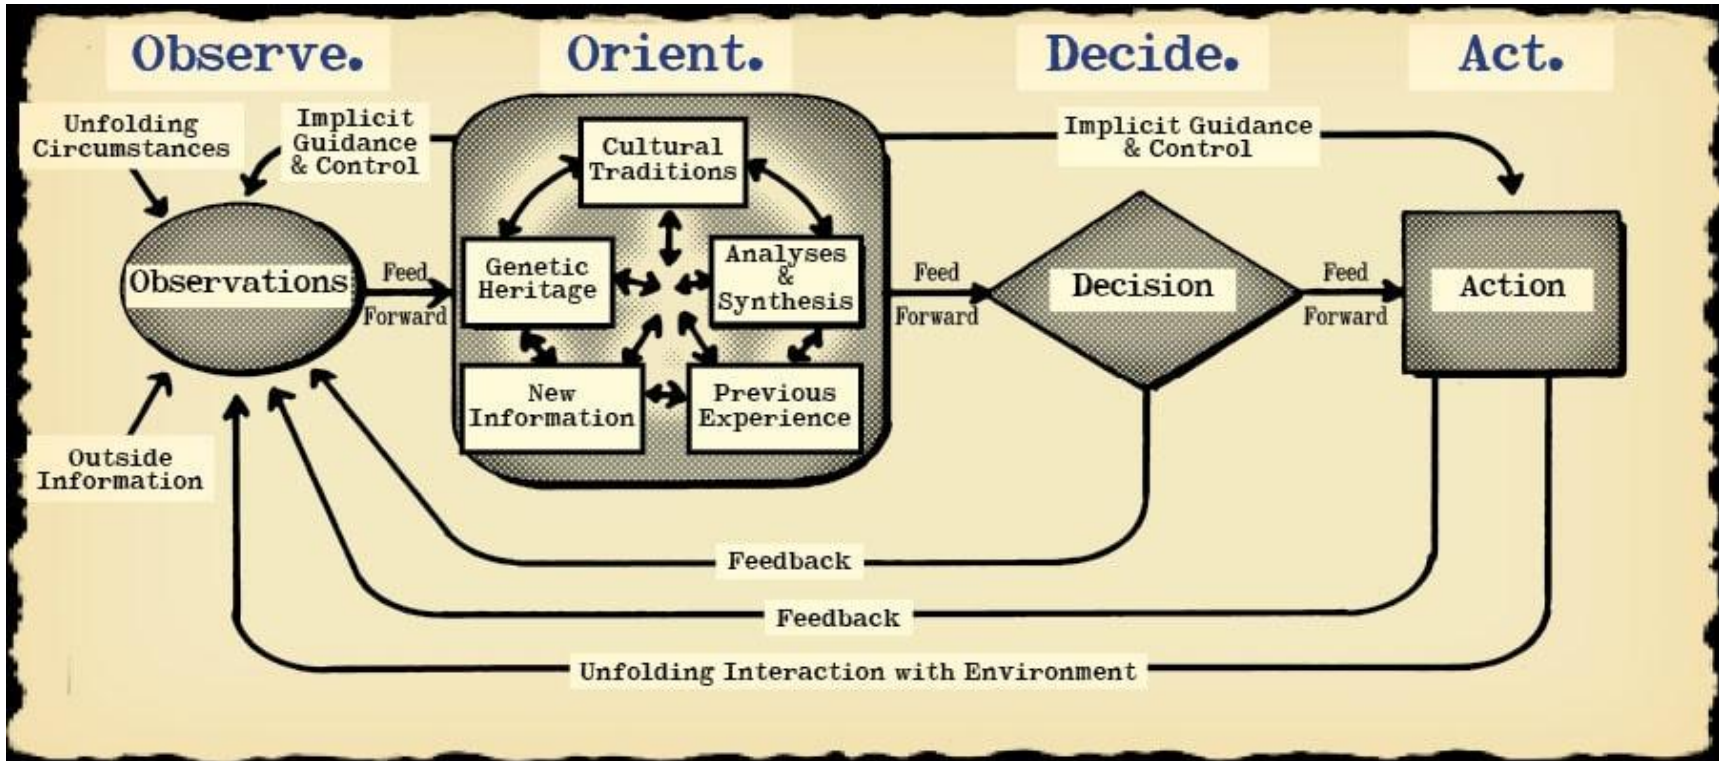 Observe.
Orient.
Decide.
Act.
Unfolding
Circumstances
Implicit
Guidance
& Control
Cultural
Traditions
Implicit Guidance
& Control
Observations
Feed
Forward
Genetic
Heritage
Analyses
&
Synthesis
Feed
Forward
Decision
Feed
Forward
Action
New
Information
Previous
Experience
Outside
Information
Feedback
Feedback
Unfolding Interaction with Environment